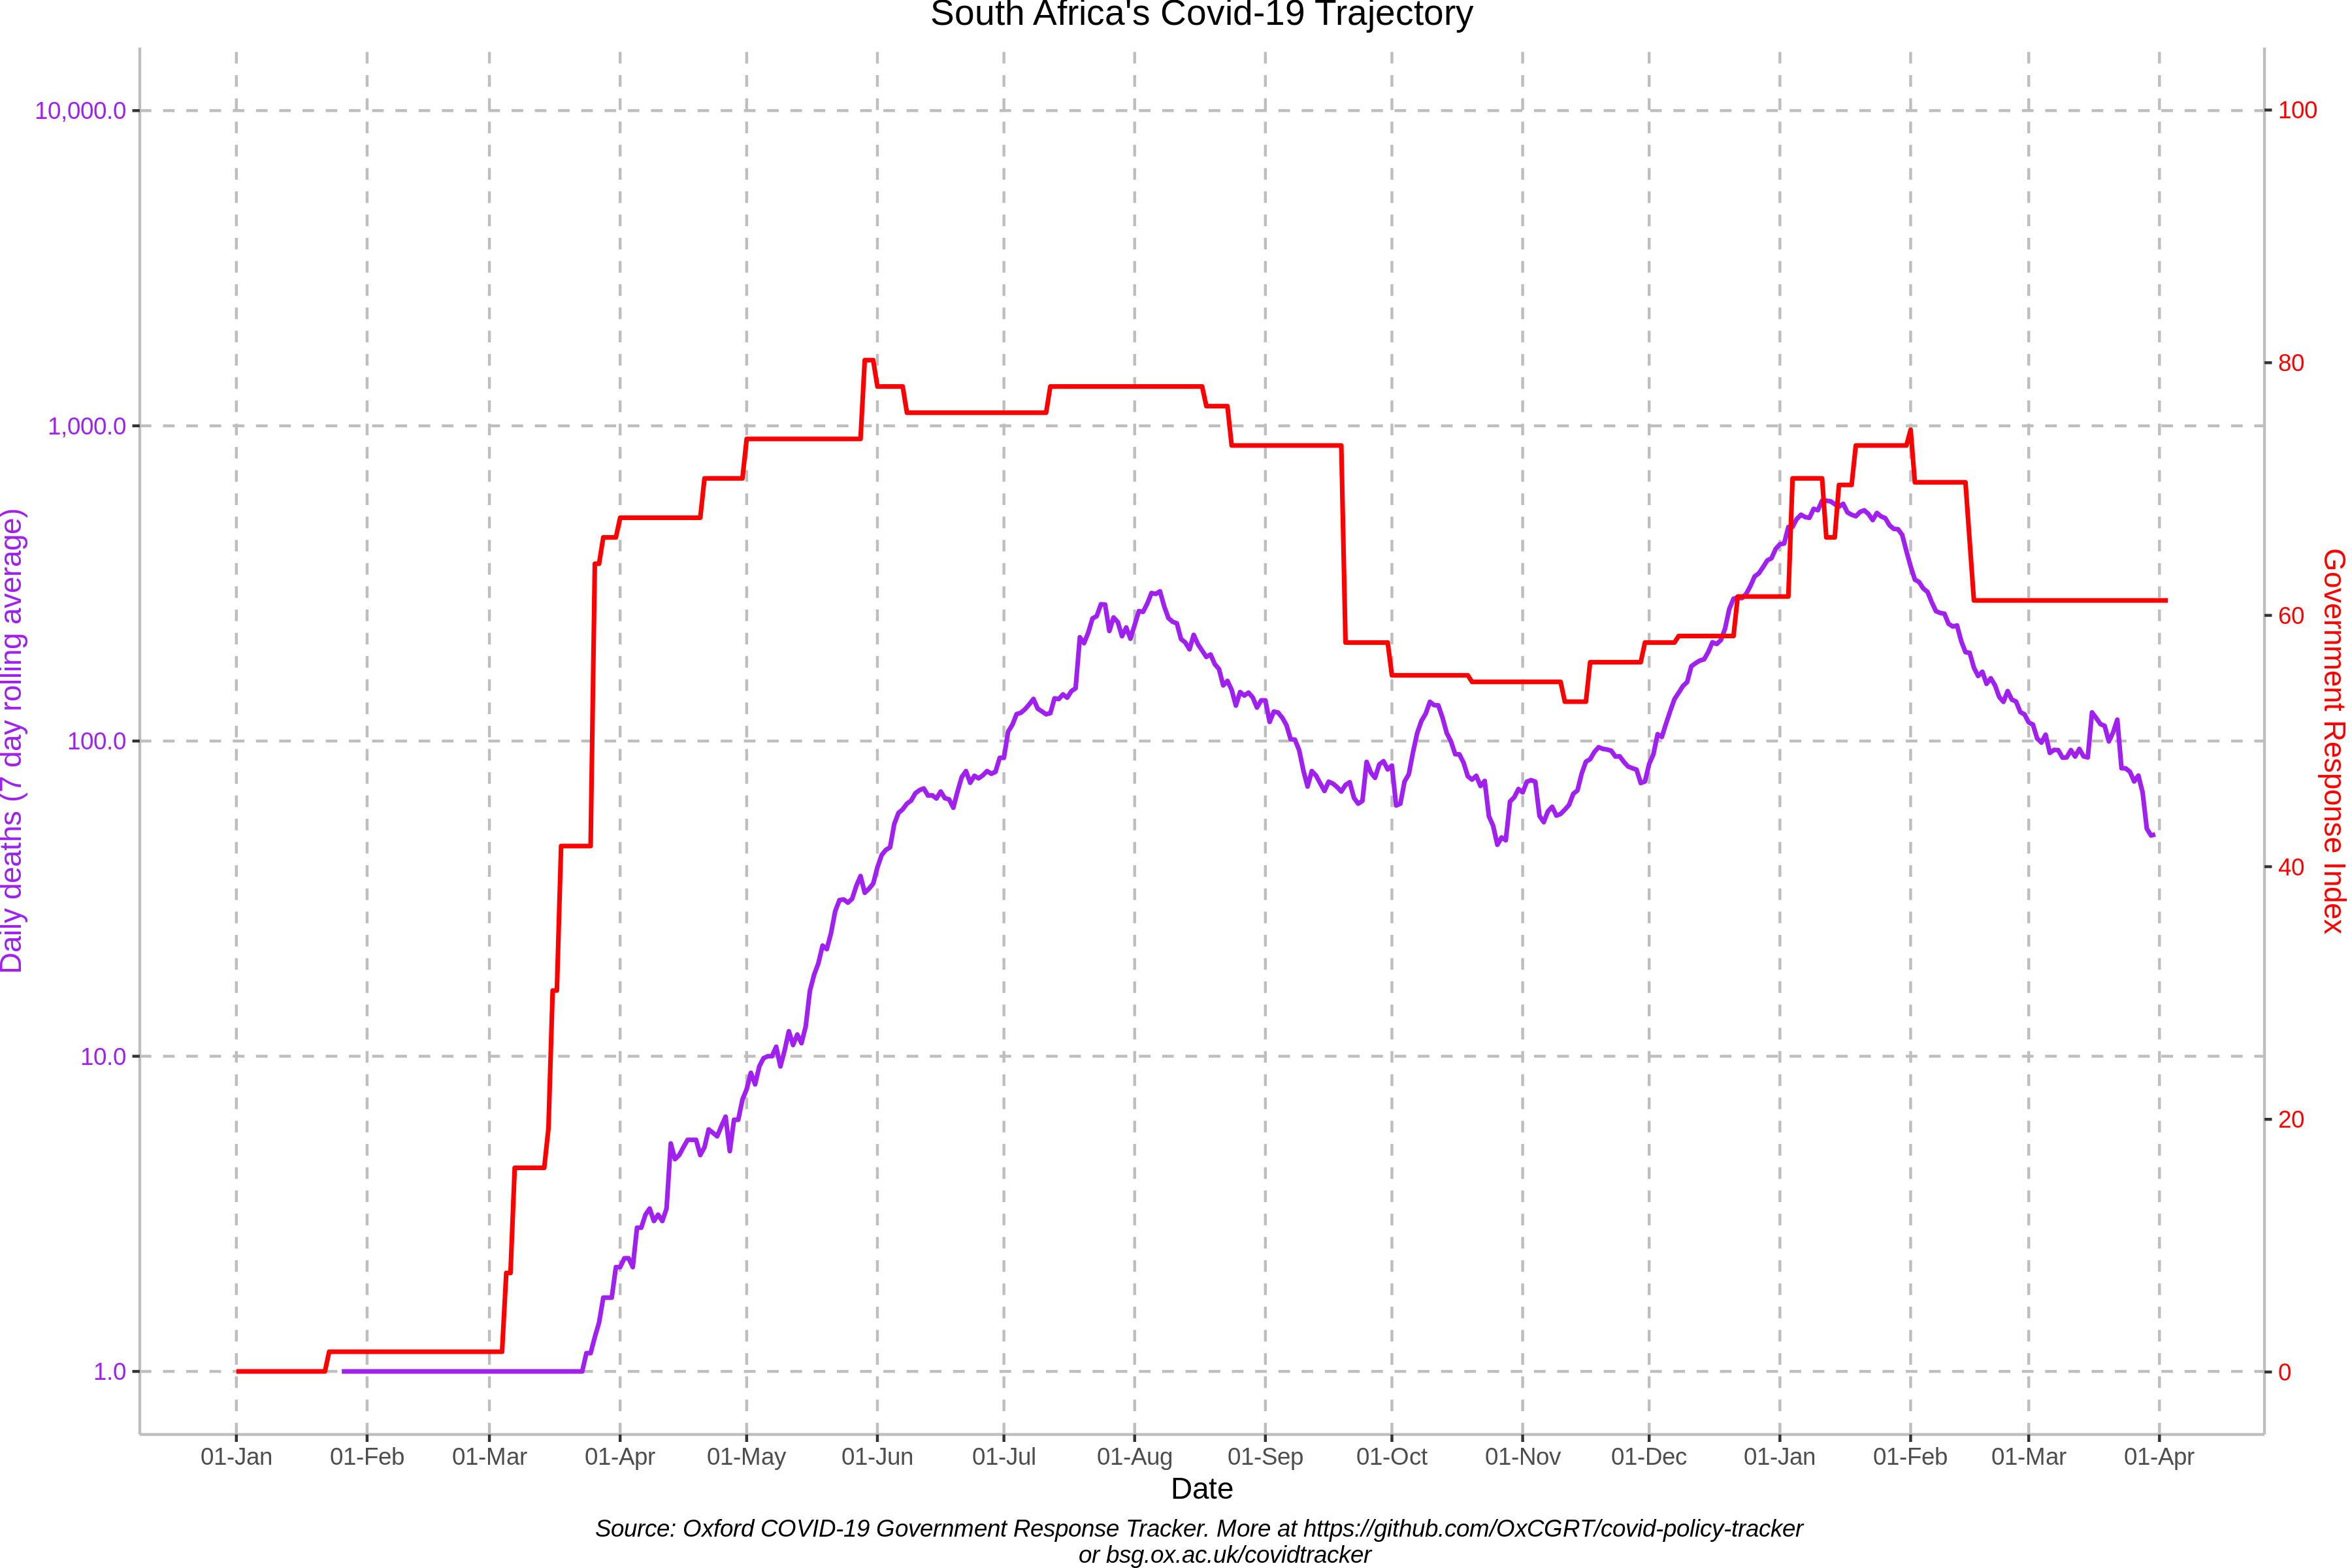 South Africa's Covid-19 Trajectory
10,000.0
1,000.0
100.0
10.0
1.0
Daily deaths (7 day rolling average)
100
80
60
40
20
0
Government Response Index
01-Jan 01-Feb 01-Mar 01-Apr 01-May 01-Jun 01-Jul 01-Aug 01-Sep 01-Oct 01-Nov 01-Dec 01-Jan 01-Feb 01-Mar 01-Apr
Date
Source: Oxford COVID-19 Government Response Tracker. More at https://github.com/OxCGRT/covid-policy-tracker
or bsg.ox.ac.uk/covidtracker